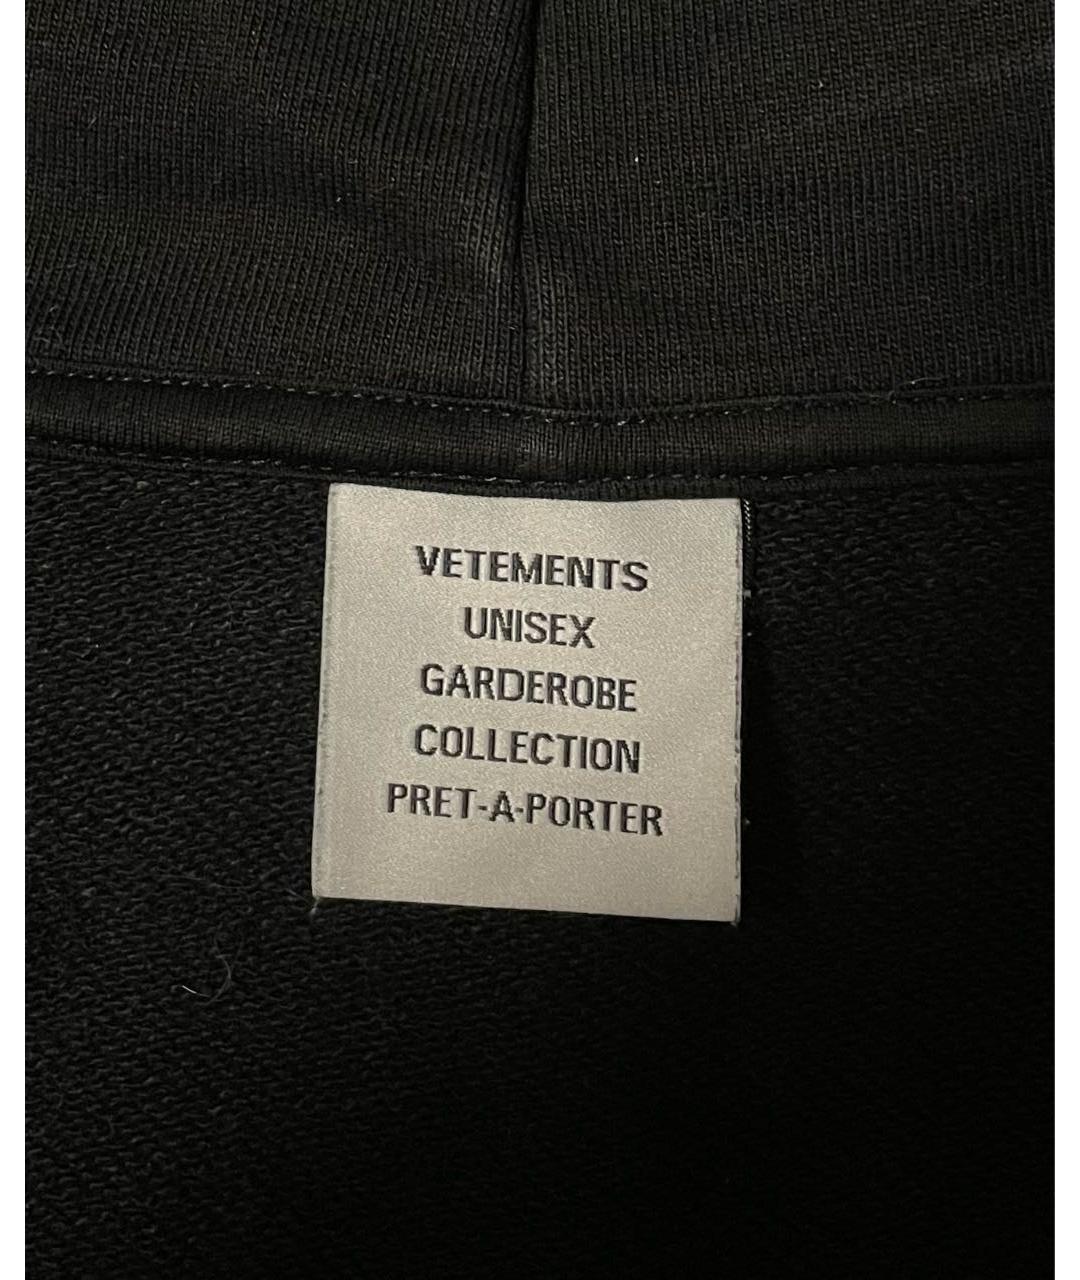 VETEMENTS
UNISEX
GARDEROBE
COLLECTION
PRET-A-PORTER